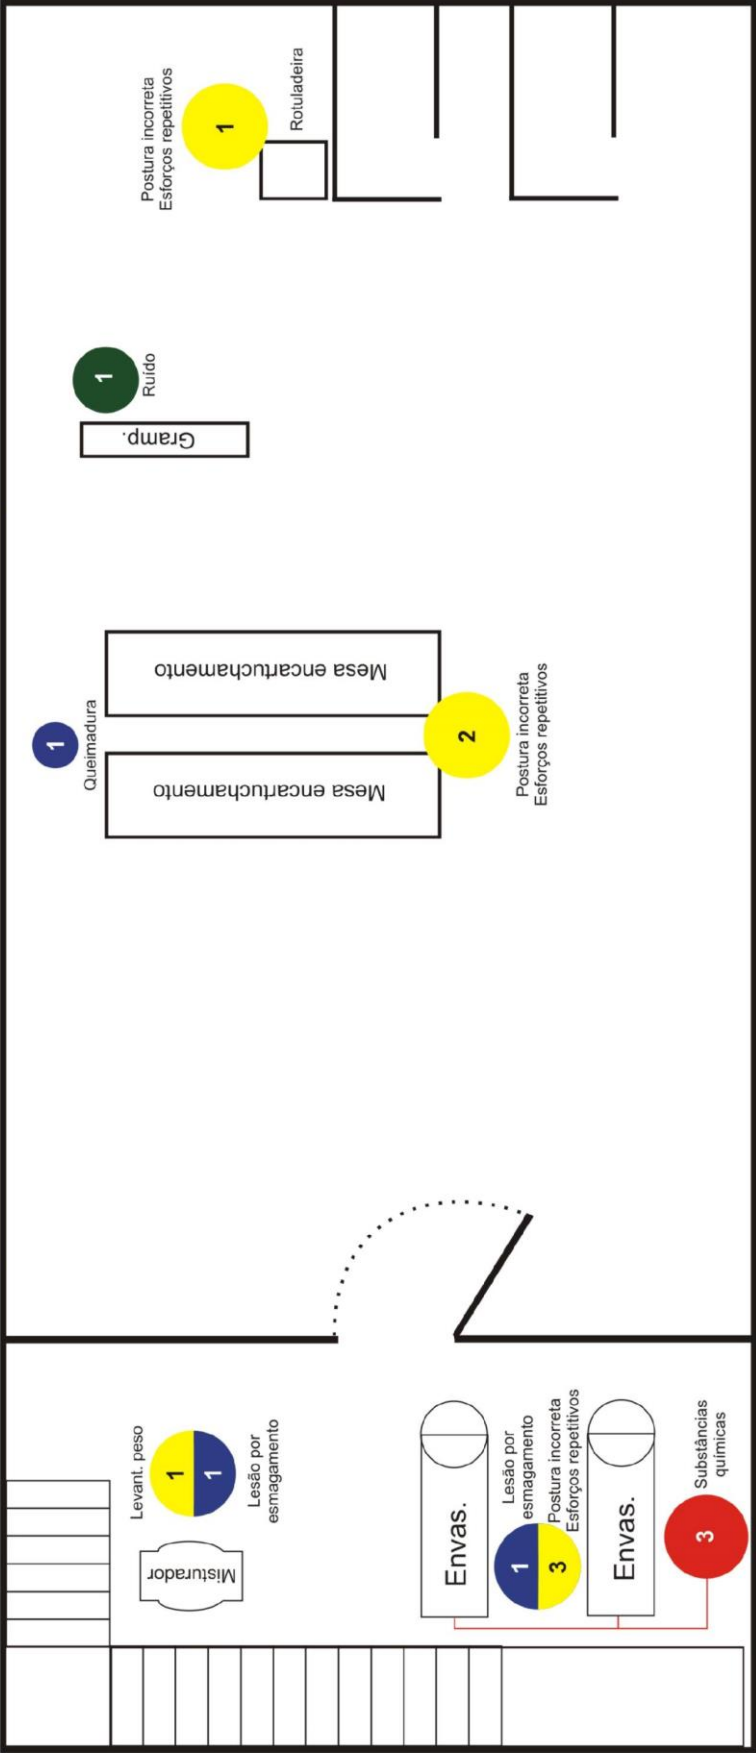 Postura incorreta
Esforços repetitivos
1
Rotuladeira
1
Ruído
Gramp.
1
Queimadura
Mesa encartuchamento
Mesa encartuchamento
2
Postura incorreta
Esforços repetitivos
Levant. peso
1
1
Lesão por
esmagamento
Misturador
Envas.
Lesão por
esmagamento
1
3
Postura incorreta
Esforços repetitivos
Envas.
Substâncias
químicas
3